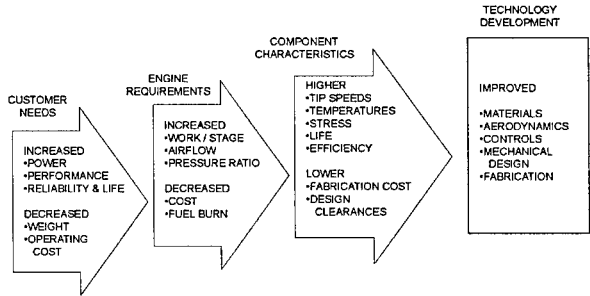 CUSTOMER
NEEDS
INCREASED
•POWER
•PERFORMANCE
•RELIABILITY & LIFE
DECREASED
•WEIGHT
•OPERATING
COST
ENGINE
REQUIREMENTS
INCREASED
•WORK / STAGE
•AIRFLOW
•PRESSURE RATIO
DECREASED
•COST
•FUEL BURN
COMPONENT
CHARACTERISTICS
HIGHER
•TIP SPEEDS
•TEMPERATURES
•STRESS
•LIFE
•EFFICIENCY
LOWER
•FABRICATION COST
•DESIGN
CLEARANCES
TECHNOLOGY
DEVELOPMENT
IMPROVED
•MATERIALS
•AERODYNAMICS
•CONTROLS
•MECHANICAL
DESIGN
•FABRICATION